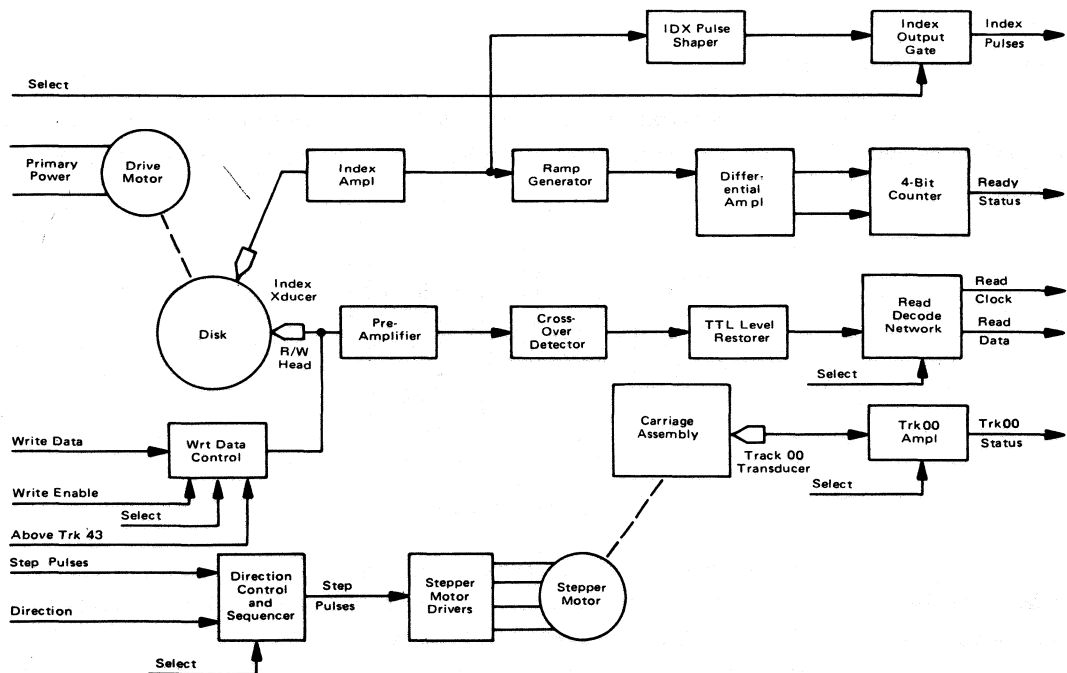 IDX Pulse
Shaper
Index
Output
Gate
Index
Pulses
Select
Primary
Power
Drive
Motor
Index
Ampl
Ramp
Generator
Differ-
ential
Ampl
4-Bit
Counter
Ready
Status
Index
Xducer
Disk
R/W
Head
Pre-
Amplifier
Cross-
Over
Detector
TTL Level
Restorer
Read
Decode
Network
Read
Clock
Read
Data
Select
Carriage
Assembly
Track 00
Transducer
Trk00
Ampl
Trk00
Status
Select
Write Data
Wrt Data
Control
Write Enable
Select
Above Trk 43
Step Pulses
Direction
Direction
Control
and
Sequencer
Step
Pulses
Stepper
Motor
Drivers
Stepper
Motor
Select